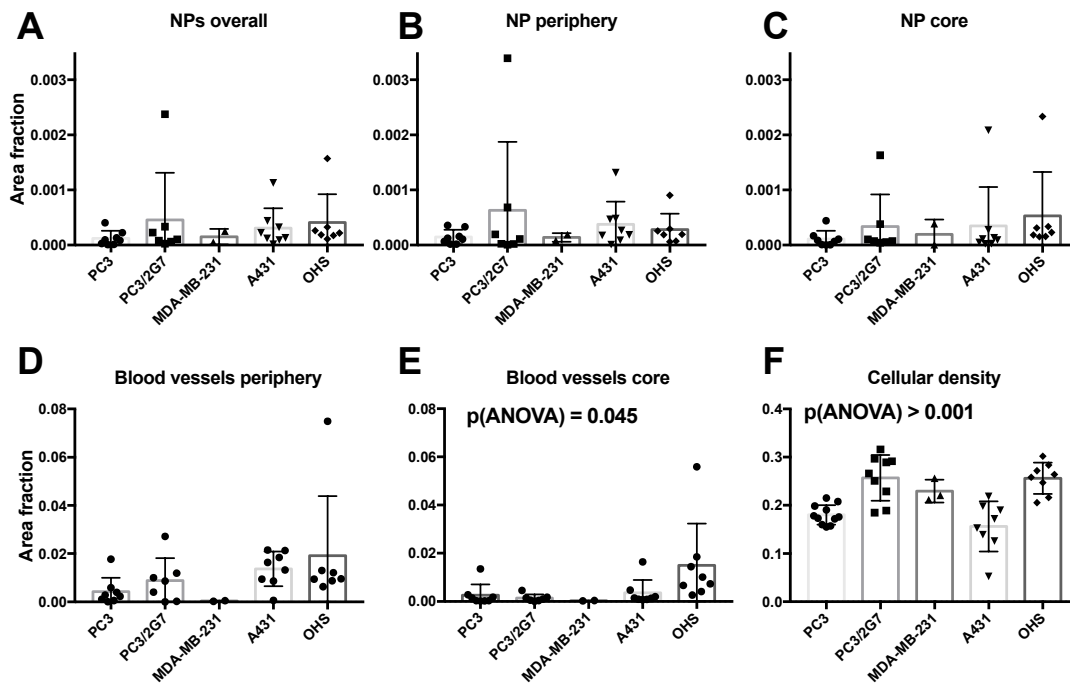 A
NPs overall
Area fraction
0.003
0.002
0.001
0.000
PC3
PC3/2G7
MDA-MB-231
A431
OHS
B
NP periphery
0.003
0.002
0.001
0.000
PC3
PC3/2G7
MDA-MB-231
A431
OHS
C
NP core
0.003
0.002
0.001
0.000
PC3
PC3/2G7
MDA-MB-231
A431
OHS
D
Blood vessels periphery
Area fraction
0.08
0.06
0.04
0.02
0.00
PC3
PC3/2G7
MDA-MB-231
A431
OHS
E
Blood vessels core
p(ANOVA) = 0.045
0.08
0.06
0.04
0.02
0.00
PC3
PC3/2G7
MDA-MB-231
A431
OHS
F
Cellular density
p(ANOVA) > 0.001
0.4
0.3
0.2
0.1
0.0
PC3
PC3/2G7
MDA-MB-231
A431
OHS